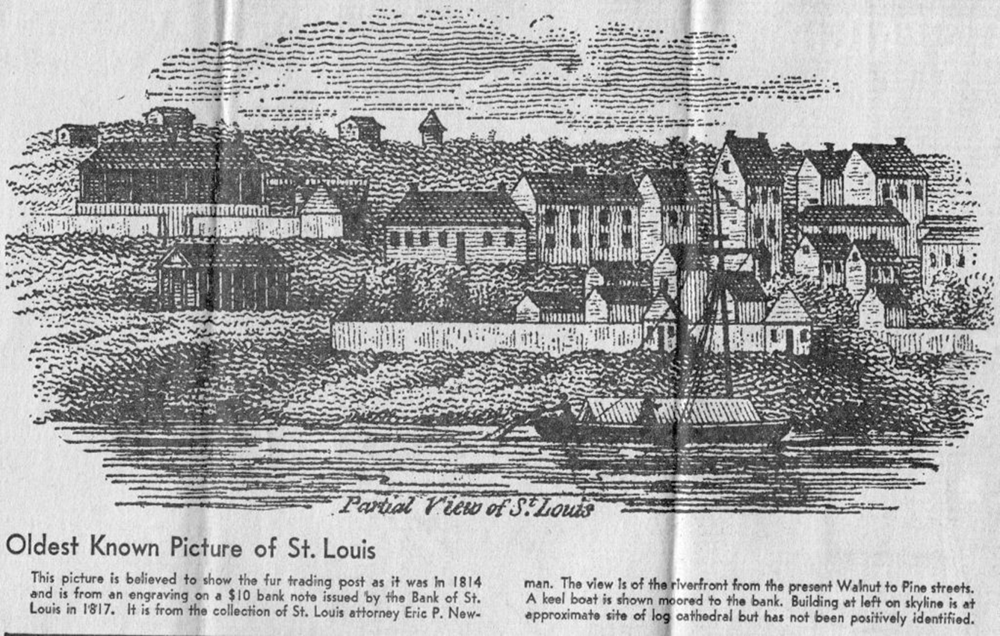 Partial View of St. Louis
Oldest Known Picture of St. Louis
This picture is believed to show the fur trading post as it was in 1814
and is from an engraving on a $10 bank note issued by the Bank of St.
Louis in 1817. It is from the collection of St. Louis attorney Eric P. New-
man. The view is of the riverfront from the present Walnut to Pine streets.
A keel boat is shown moored to the bank. Building at left on skyline is at
approximate site of log cathedral but has not been positively identified.